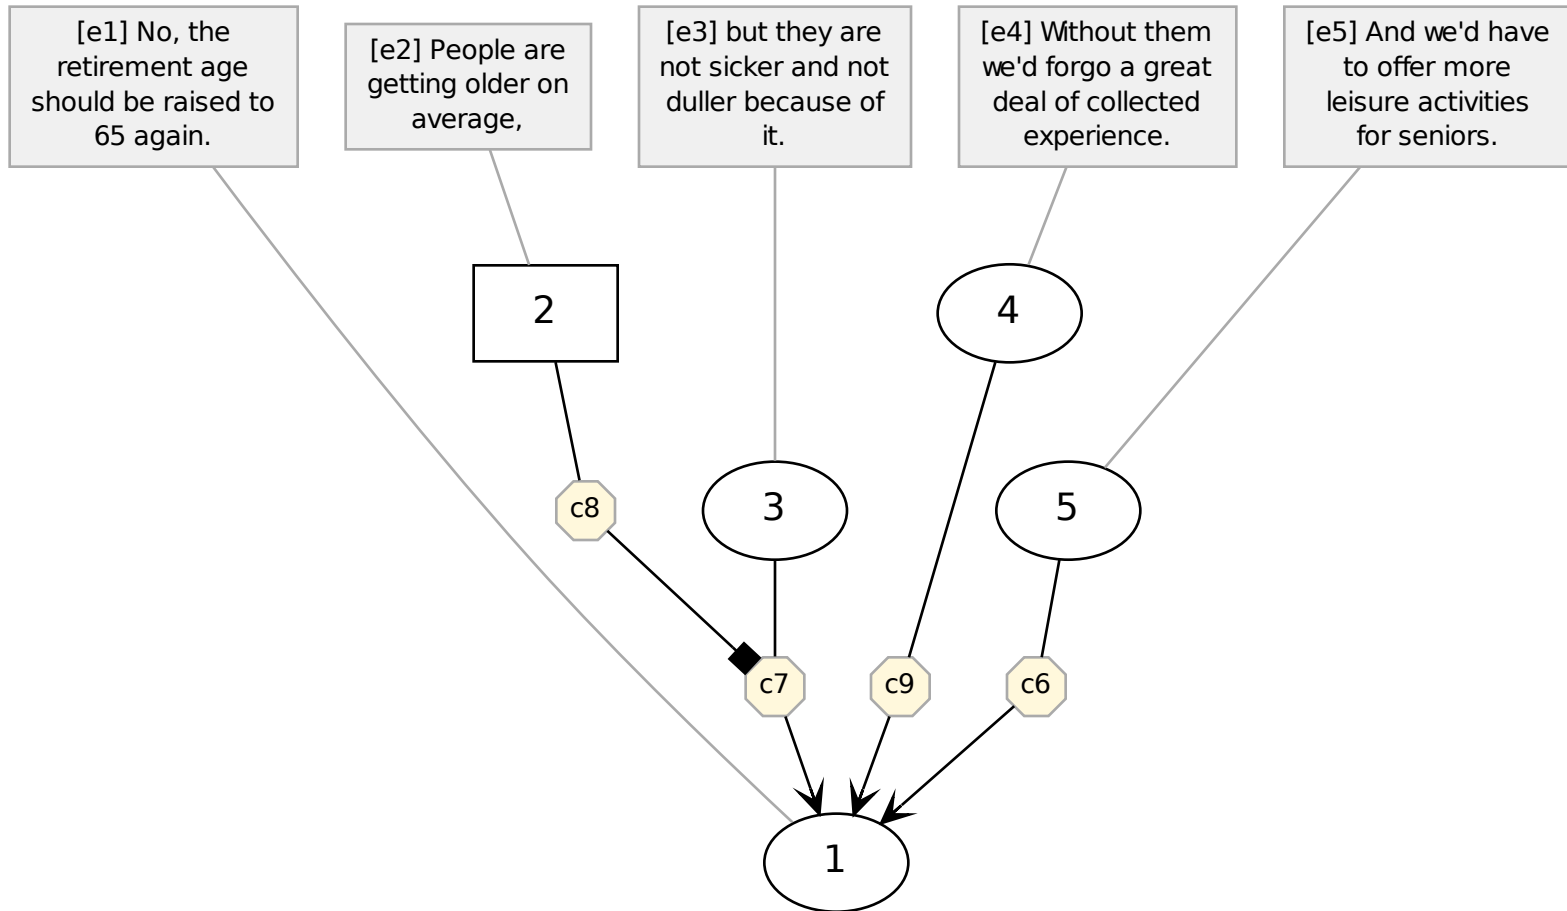 [e1] No, the
retirement age
should be raised to
65 again.
[e2] People are
getting older on
average,
[e3] but they are
not sicker and not
duller because of
it.
[e4] Without them
we'd forgo a great
deal of collected
experience.
[e5] And we'd have
to offer more
leisure activities
for seniors.
2
4
c8
3
5
c7
c9
c6
1